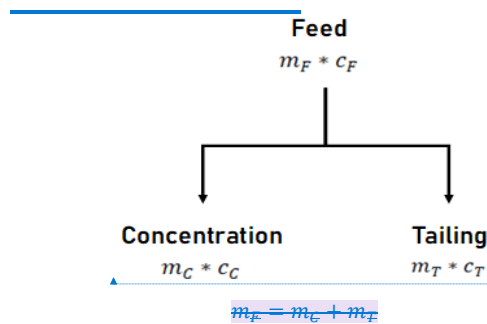 Feed
m_F * c_F
Concentration
Tailing
m_C * c_C
m_T * c_T
m_F = m_C + m_T